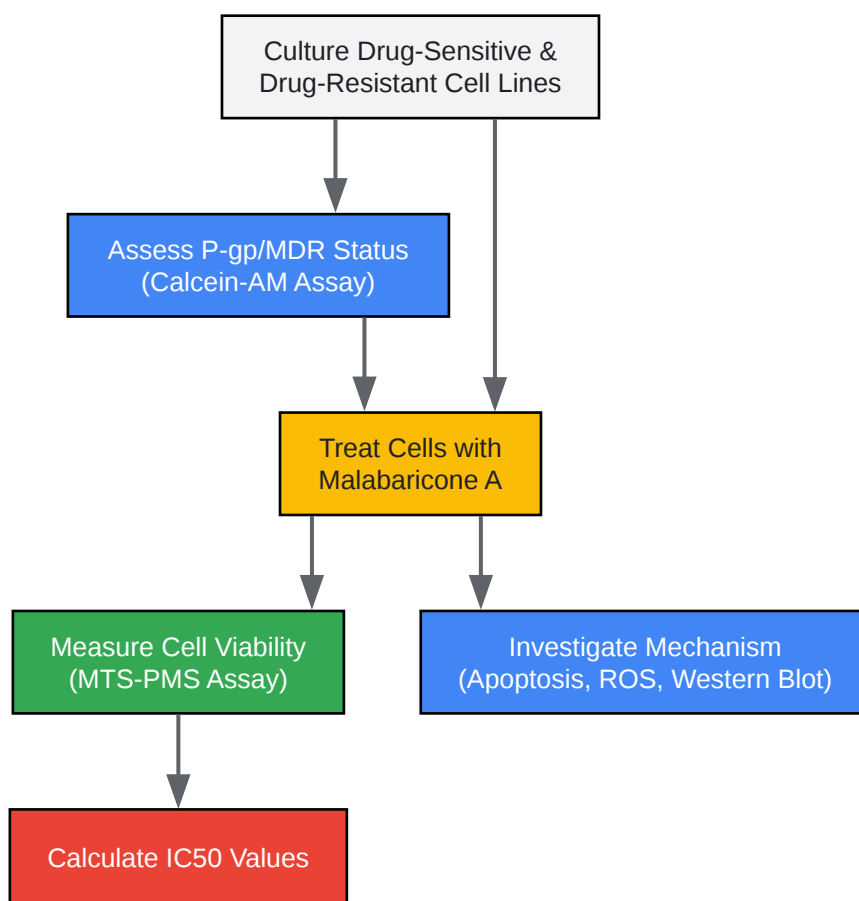 Culture Drug-Sensitive &
Drug-Resistant Cell Lines
Assess P-gp/MDR Status
(Calcein-AM Assay)
Treat Cells with
Malabaricone A
Measure Cell Viability
(MTS-PMS Assay)
Investigate Mechanism
(Apoptosis, ROS, Western Blot)
Calculate IC50 Values